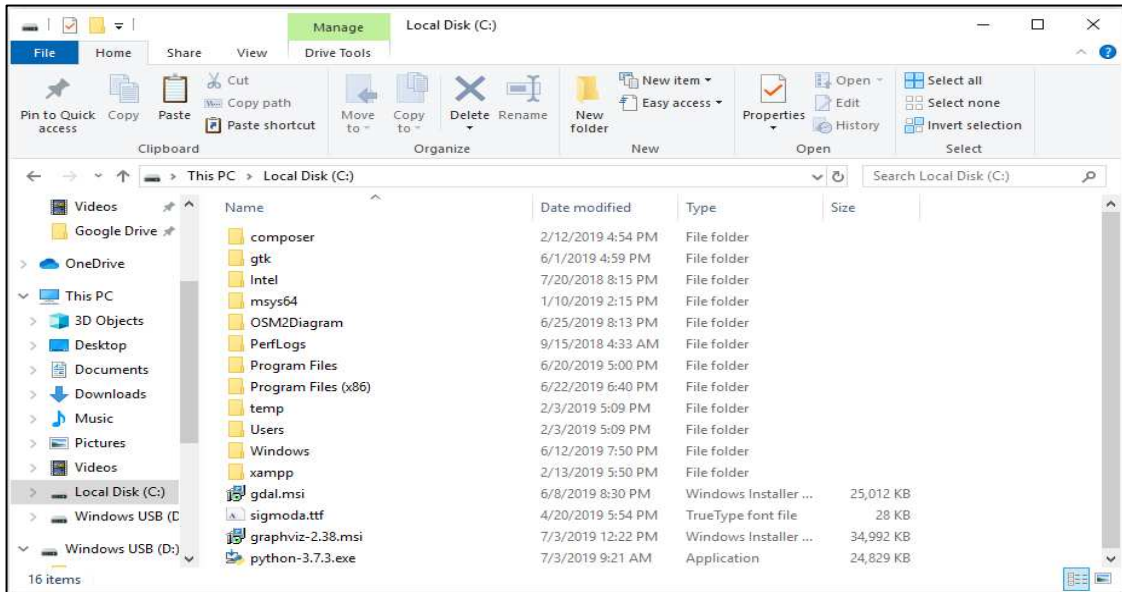 Manage Local Disk (C:)
File Home Share View Drive Tools
Pin to Quick access
Copy
Paste
Cut
Copy path
Paste shortcut
Clipboard
Move to
Copy to
Delete
Rename
Organize
New folder
New item
Easy access
New
Properties
Open
Edit
History
Open
Select all
Select none
Invert selection
Select
This PC > Local Disk (C:)
Search Local Disk (C:)
Videos
Google Drive
OneDrive
This PC
3D Objects
Desktop
Documents
Downloads
Music
Pictures
Videos
Local Disk (C:)
Windows USB (D
Windows USB (D:)
Name Date modified Type Size
composer 2/12/2019 4:54 PM File folder
gtk 6/1/2019 4:59 PM File folder
Intel 7/20/2018 8:15 PM File folder
msys64 1/10/2019 2:15 PM File folder
OSM2Diagram 6/25/2019 8:13 PM File folder
PerfLogs 9/15/2018 4:33 AM File folder
Program Files 6/20/2019 5:00 PM File folder
Program Files (x86) 6/22/2019 6:40 PM File folder
temp 2/3/2019 5:09 PM File folder
Users 2/3/2019 5:09 PM File folder
Windows 6/12/2019 7:50 PM File folder
xampp 2/13/2019 5:50 PM File folder
gdal.msi 6/8/2019 8:30 PM Windows Installer ... 25,012 KB
sigmoda.ttf 4/20/2019 5:54 PM TrueType font file 28 KB
graphviz-2.38.msi 7/3/2019 12:22 PM Windows Installer ... 34,992 KB
python-3.7.3.exe 7/3/2019 9:21 AM Application 24,829 KB
16 items